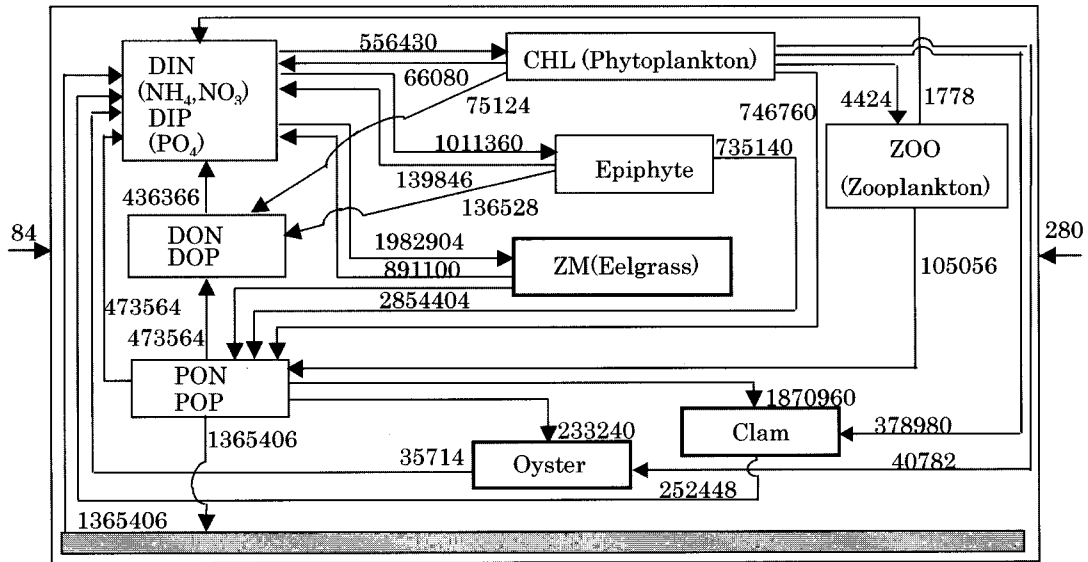 556430
DIN
(NH₄,NO₃)
DIP
(PO₄)
CHL (Phytoplankton)
66080
75124
746760
4424
1778
1011360
735140
Epiphyte
ZOO
(Zooplankton)
139846
136528
436366
DON
DOP
84
280
1982904
ZM(Eelgrass)
891100
105056
2854404
473564
473564
PON
POP
1870960
1365406
233240
Clam
378980
35714
Oyster
40782
252448
1365406